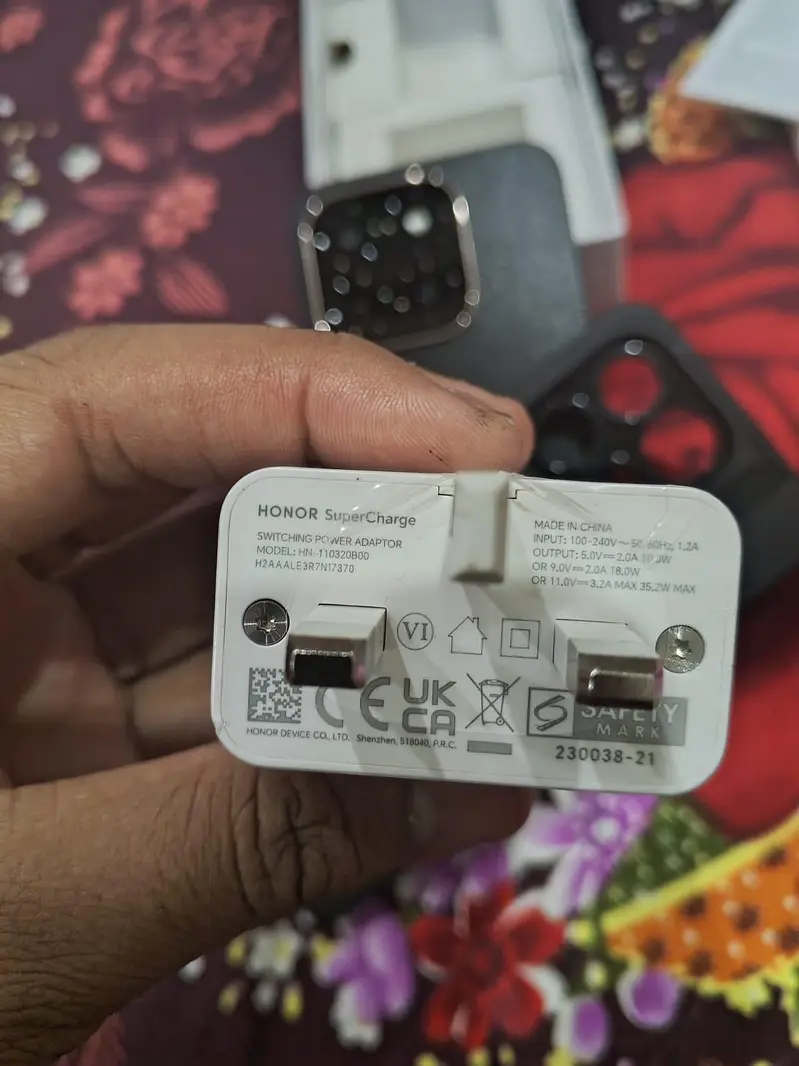 HONOR SuperCharge
SWITCHING POWER ADAPTOR
MODEL: HN-110320B00
H2AAALE3R7N17370
MADE IN CHINA
INPUT: 100-240V~50/60Hz, 1.2A
OUTPUT: 5.0V⎓2.0A 10.0W
OR 9.0V⎓2.0A 18.0W
OR 11.0V⎓3.2A MAX 35.2W MAX
VI
CE UK CA
SAFETY
MARK
HONOR DEVICE CO., LTD. Shenzhen, 518040, P.R.C.
230038-21